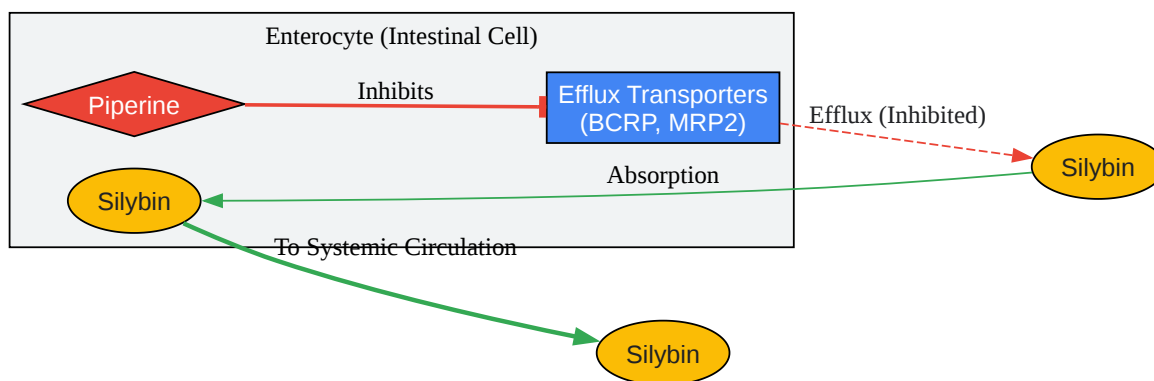 Enterocyte (Intestinal Cell)
Piperine
Inhibits
Efflux Transporters
(BCRP, MRP2)
Efflux (Inhibited)
Silybin
Absorption
Silybin
To Systemic Circulation
Silybin